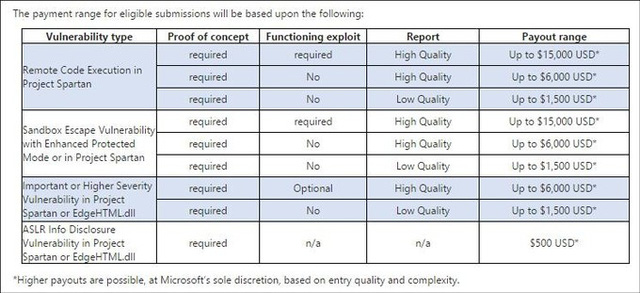 The payment range for eligible submissions will be based upon the following:
Vulnerability type Proof of concept Functioning exploit Report Payout range
Remote Code Execution in
Project Spartan
required required High Quality Up to $15,000 USD*
required No High Quality Up to $6,000 USD*
required No Low Quality Up to $1,500 USD*
Sandbox Escape Vulnerability
with Enhanced Protected
Mode or in Project Spartan
required required High Quality Up to $15,000 USD*
required No High Quality Up to $6,000 USD*
required No Low Quality Up to $1,500 USD*
Important or Higher Severity
Vulnerability in Project
Spartan or EdgeHTML.dll
required Optional High Quality Up to $6,000 USD*
required No Low Quality Up to $1,500 USD*
ASLR Info Disclosure
Vulnerability in Project
Spartan or EdgeHTML.dll
required n/a n/a $500 USD*
*Higher payouts are possible, at Microsoft's sole discretion, based on entry quality and complexity.